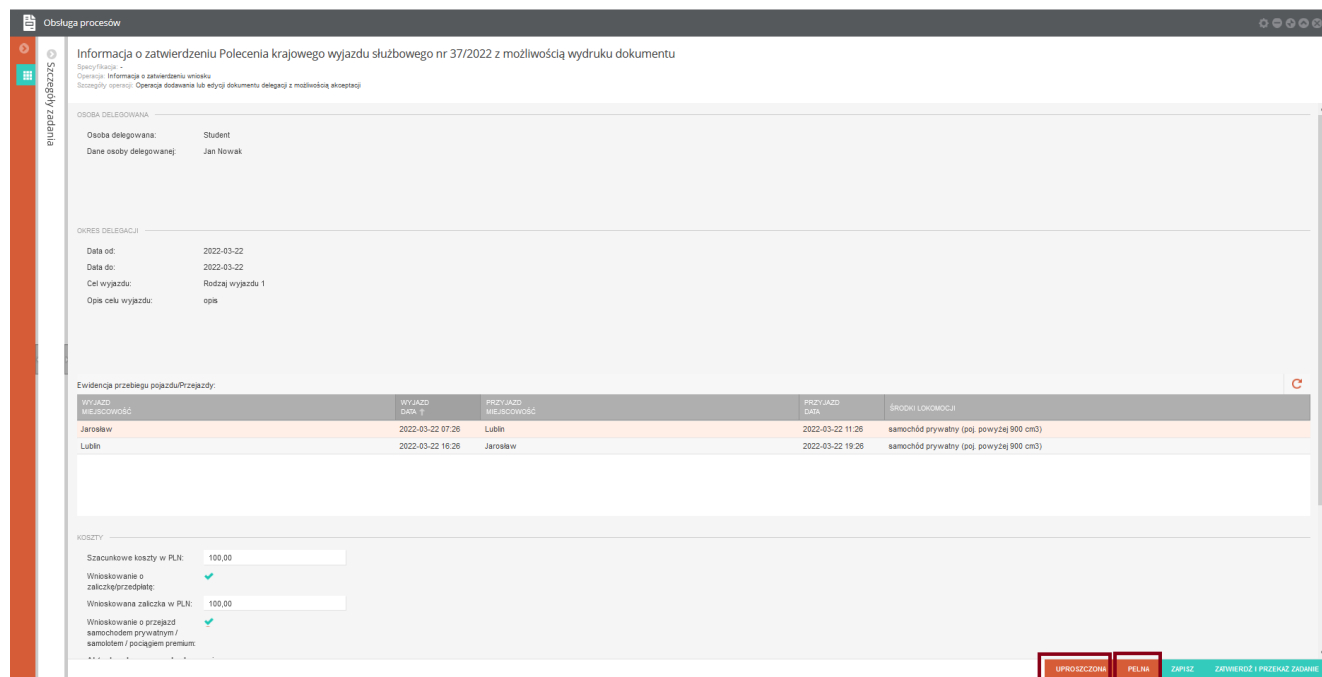 Obsługa procesów
Szczegóły zadania
Informacja o zatwierdzeniu Polecenia krajowego wyjazdu służbowego nr 37/2022 z możliwością wydruku dokumentu
Specyfikacja: -
Operacja: Informacja o zatwierdzeniu wniosku
Szczegóły operacji: Operacja dodawania lub edycji dokumentu delegacji z możliwością akceptacji
OSOBA DELEGOWANA
Osoba delegowana: Student
Dane osoby delegowanej: Jan Nowak
OKRES DELEGACJI
Data od: 2022-03-22
Data do: 2022-03-22
Cel wyjazdu: Rodzaj wyjazdu 1
Opis celu wyjazdu: opis
Ewidencja przebiegu pojazdu/Przejazdy:
WYJAZD WYJAZD PRZYJAZD PRZYJAZD
MIEJSCOWOŚĆ DATA ↑ MIEJSCOWOŚĆ DATA ŚRODKI LOKOMOCJI
Jarosław 2022-03-22 07:26 Lublin 2022-03-22 11:26 samochód prywatny (poj. powyżej 900 cm3)
Lublin 2022-03-22 16:26 Jarosław 2022-03-22 19:26 samochód prywatny (poj. powyżej 900 cm3)
KOSZTY
Szacunkowe koszty w PLN: 100,00
Wnioskowanie o
zaliczkę/przedpłatę:
Wnioskowana zaliczka w PLN: 100,00
Wnioskowanie o przejazd
samochodem prywatnym /
samolotem / pociągiem premium:
UPROSZCZONA PEŁNA ZAPISZ ZATWIERDŹ I PRZEKAŻ ZADANIE